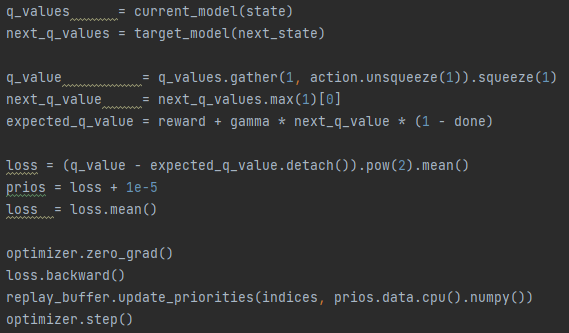 q_values      = current_model(state)
next_q_values = target_model(next_state)

q_value          = q_values.gather(1, action.unsqueeze(1)).squeeze(1)
next_q_value     = next_q_values.max(1)[0]
expected_q_value = reward + gamma * next_q_value * (1 - done)

loss = (q_value - expected_q_value.detach()).pow(2).mean()
prios = loss + 1e-5
loss  = loss.mean()

optimizer.zero_grad()
loss.backward()
replay_buffer.update_priorities(indices, prios.data.cpu().numpy())
optimizer.step()